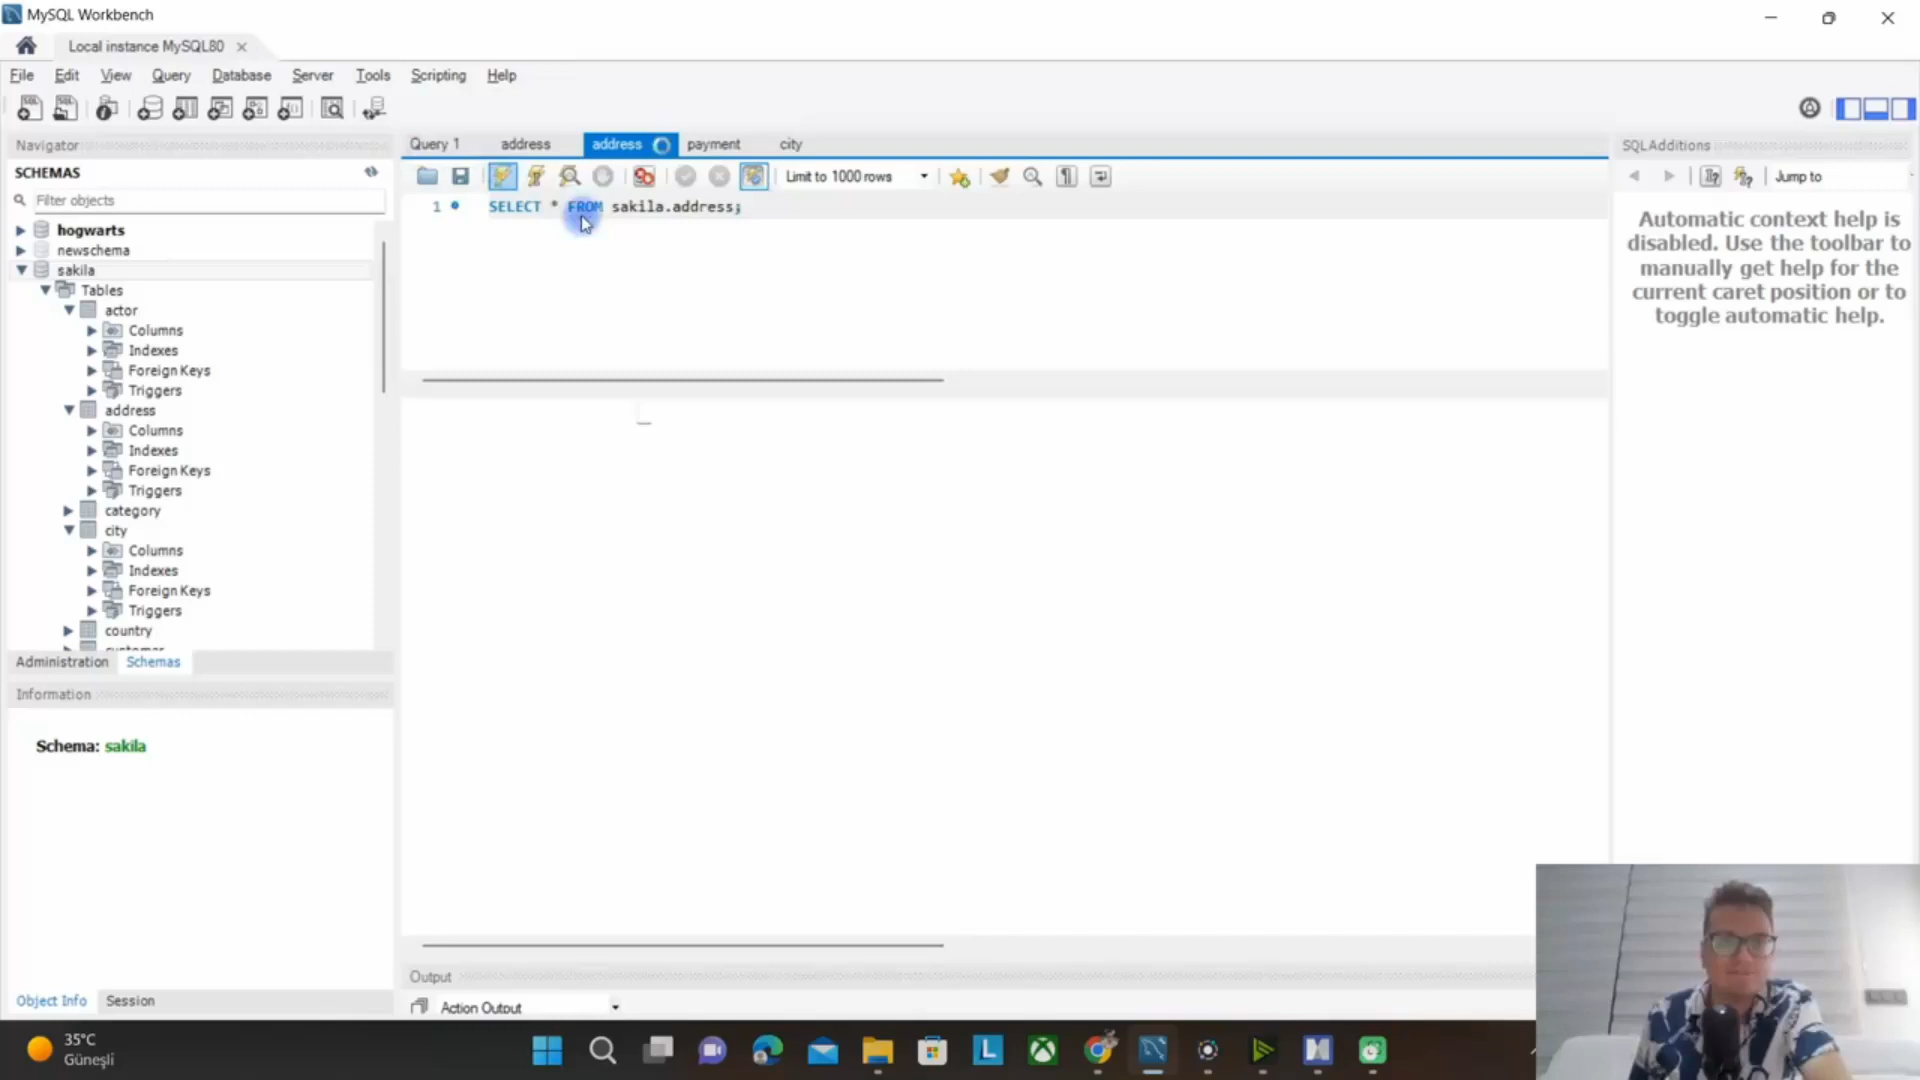 MySQL Workbench
Local instance MySQL80
File Edit View Query Database Server Tools Scripting Help
Navigator
SCHEMAS
Filter objects
hogwarts
newschema
sakila
Tables
actor
Columns
Indexes
Foreign Keys
Triggers
address
Columns
Indexes
Foreign Keys
Triggers
category
city
Columns
Indexes
Foreign Keys
Triggers
country
customer
Administration Schemas
Information
Schema: sakila
Object Info Session
Query 1 address address payment city
Limit to 1000 rows
1 SELECT * FROM sakila.address;
Output
Action Output
SQLAdditions
Jump to
Automatic context help is
disabled. Use the toolbar to
manually get help for the
current caret position or to
toggle automatic help.
35°C
Güneşli